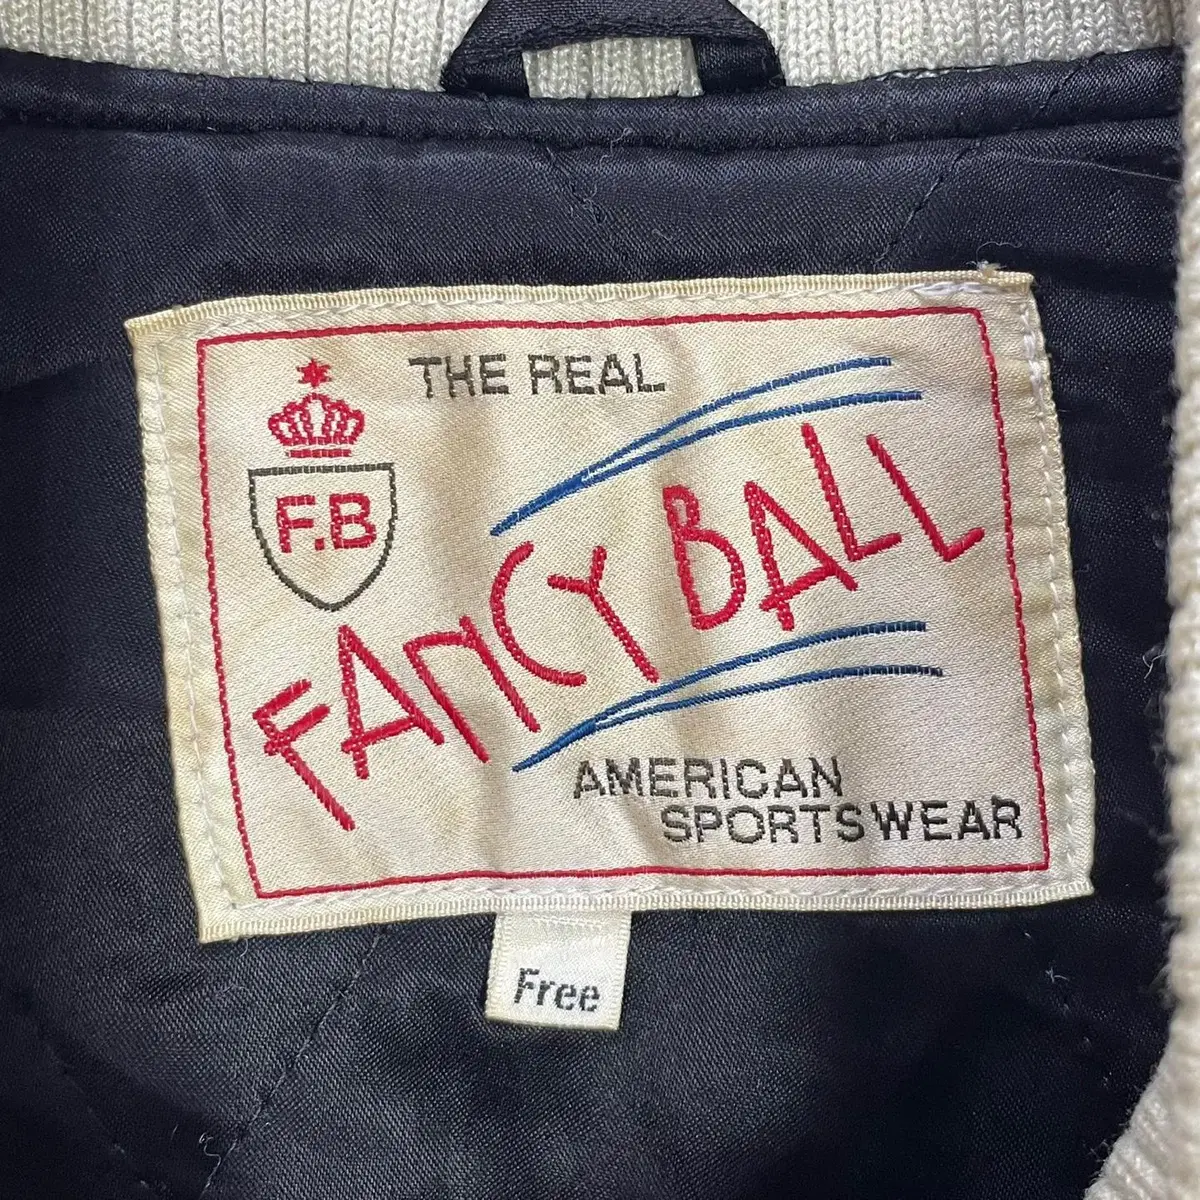 THE REAL
F.B
FANCY BALL
AMERICAN
SPORTSWEAR
Free